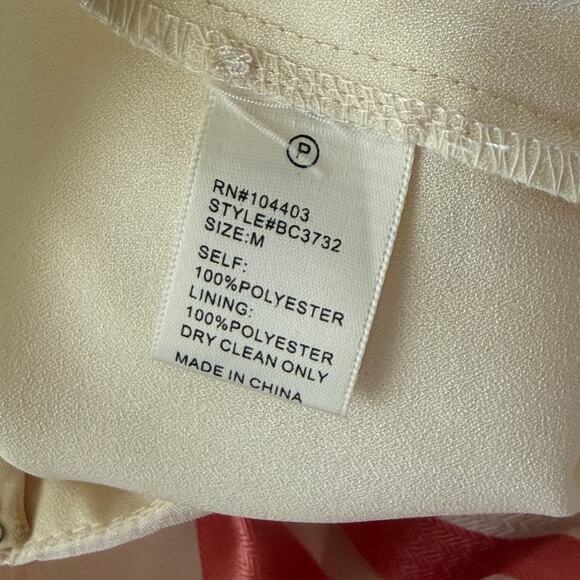 P
RN#104403
STYLE#BC3732
SIZE:M
SELF:
100%POLYESTER
LINING:
100%POLYESTER
DRY CLEAN ONLY
MADE IN CHINA